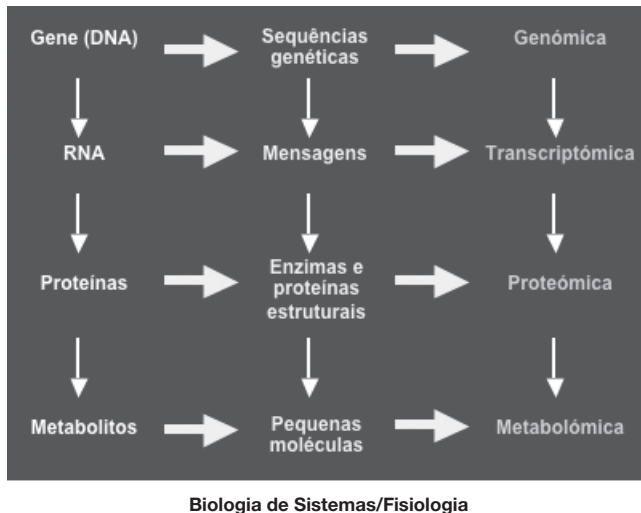 Gene (DNA)
Sequências
genéticas
Genómica
RNA
Mensagens
Transcriptómica
Proteínas
Enzimas e
proteínas
estruturais
Proteómica
Metabolitos
Pequenas
moléculas
Metabolómica
Biologia de Sistemas/Fisiologia